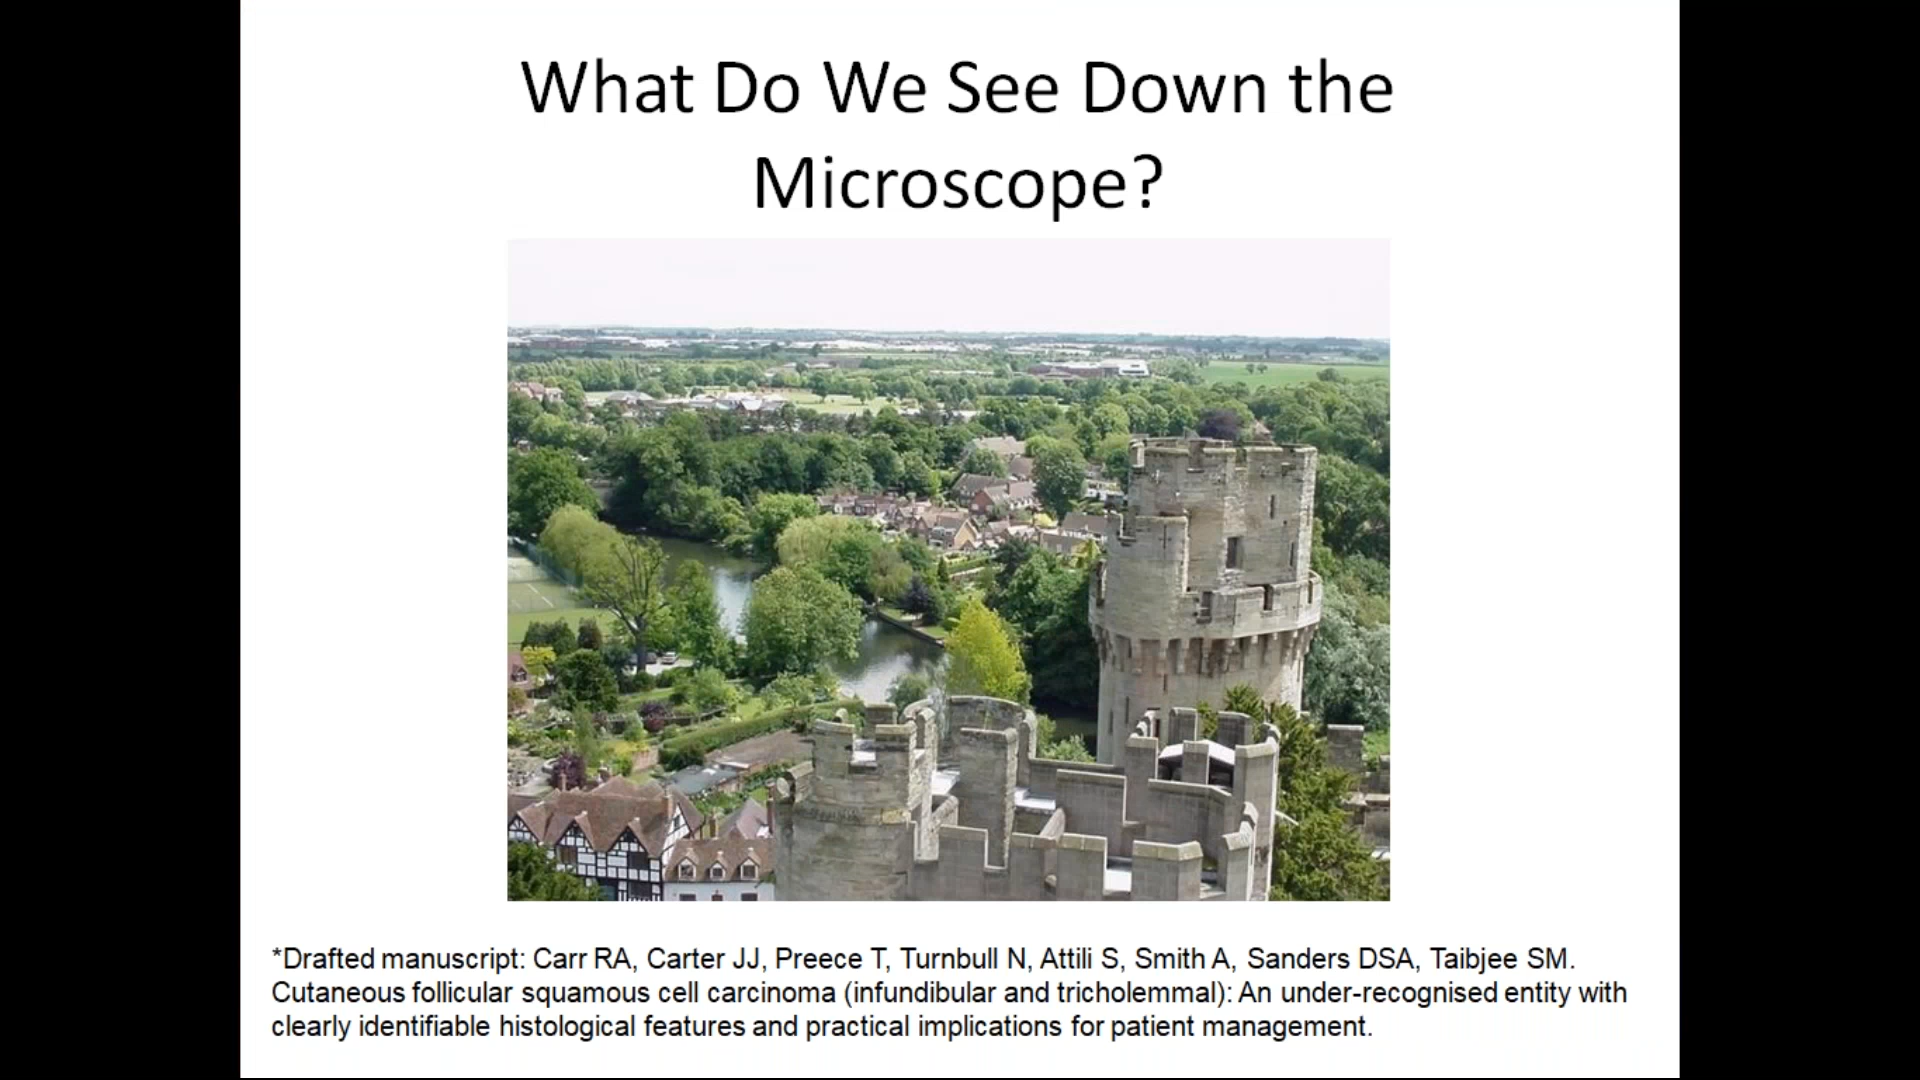 What Do We See Down the
Microscope?
*Drafted manuscript: Carr RA, Carter JJ, Preece T, Turnbull N, Attili S, Smith A, Sanders DSA, Taibjee SM.
Cutaneous follicular squamous cell carcinoma (infundibular and tricholemmal): An under-recognised entity with
clearly identifiable histological features and practical implications for patient management.